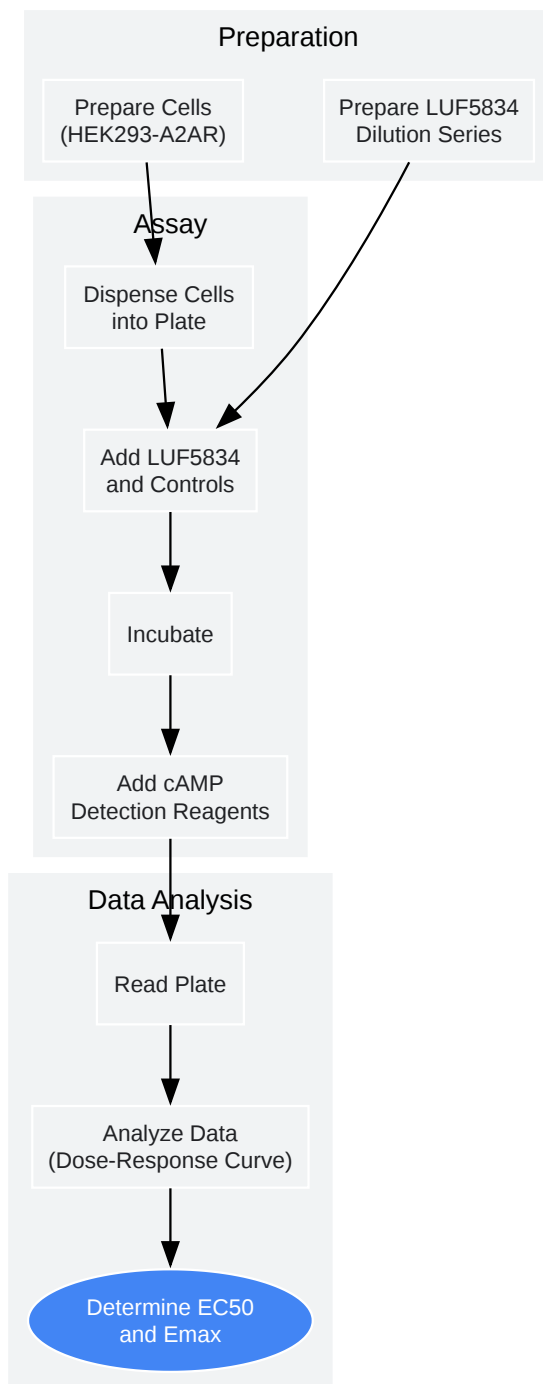 Preparation
Prepare Cells
(HEK293-A2AR)
Prepare LUF5834
Dilution Series
Assay
Dispense Cells
into Plate
Add LUF5834
and Controls
Incubate
Add cAMP
Detection Reagents
Data Analysis
Read Plate
Analyze Data
(Dose-Response Curve)
Determine EC50
and Emax